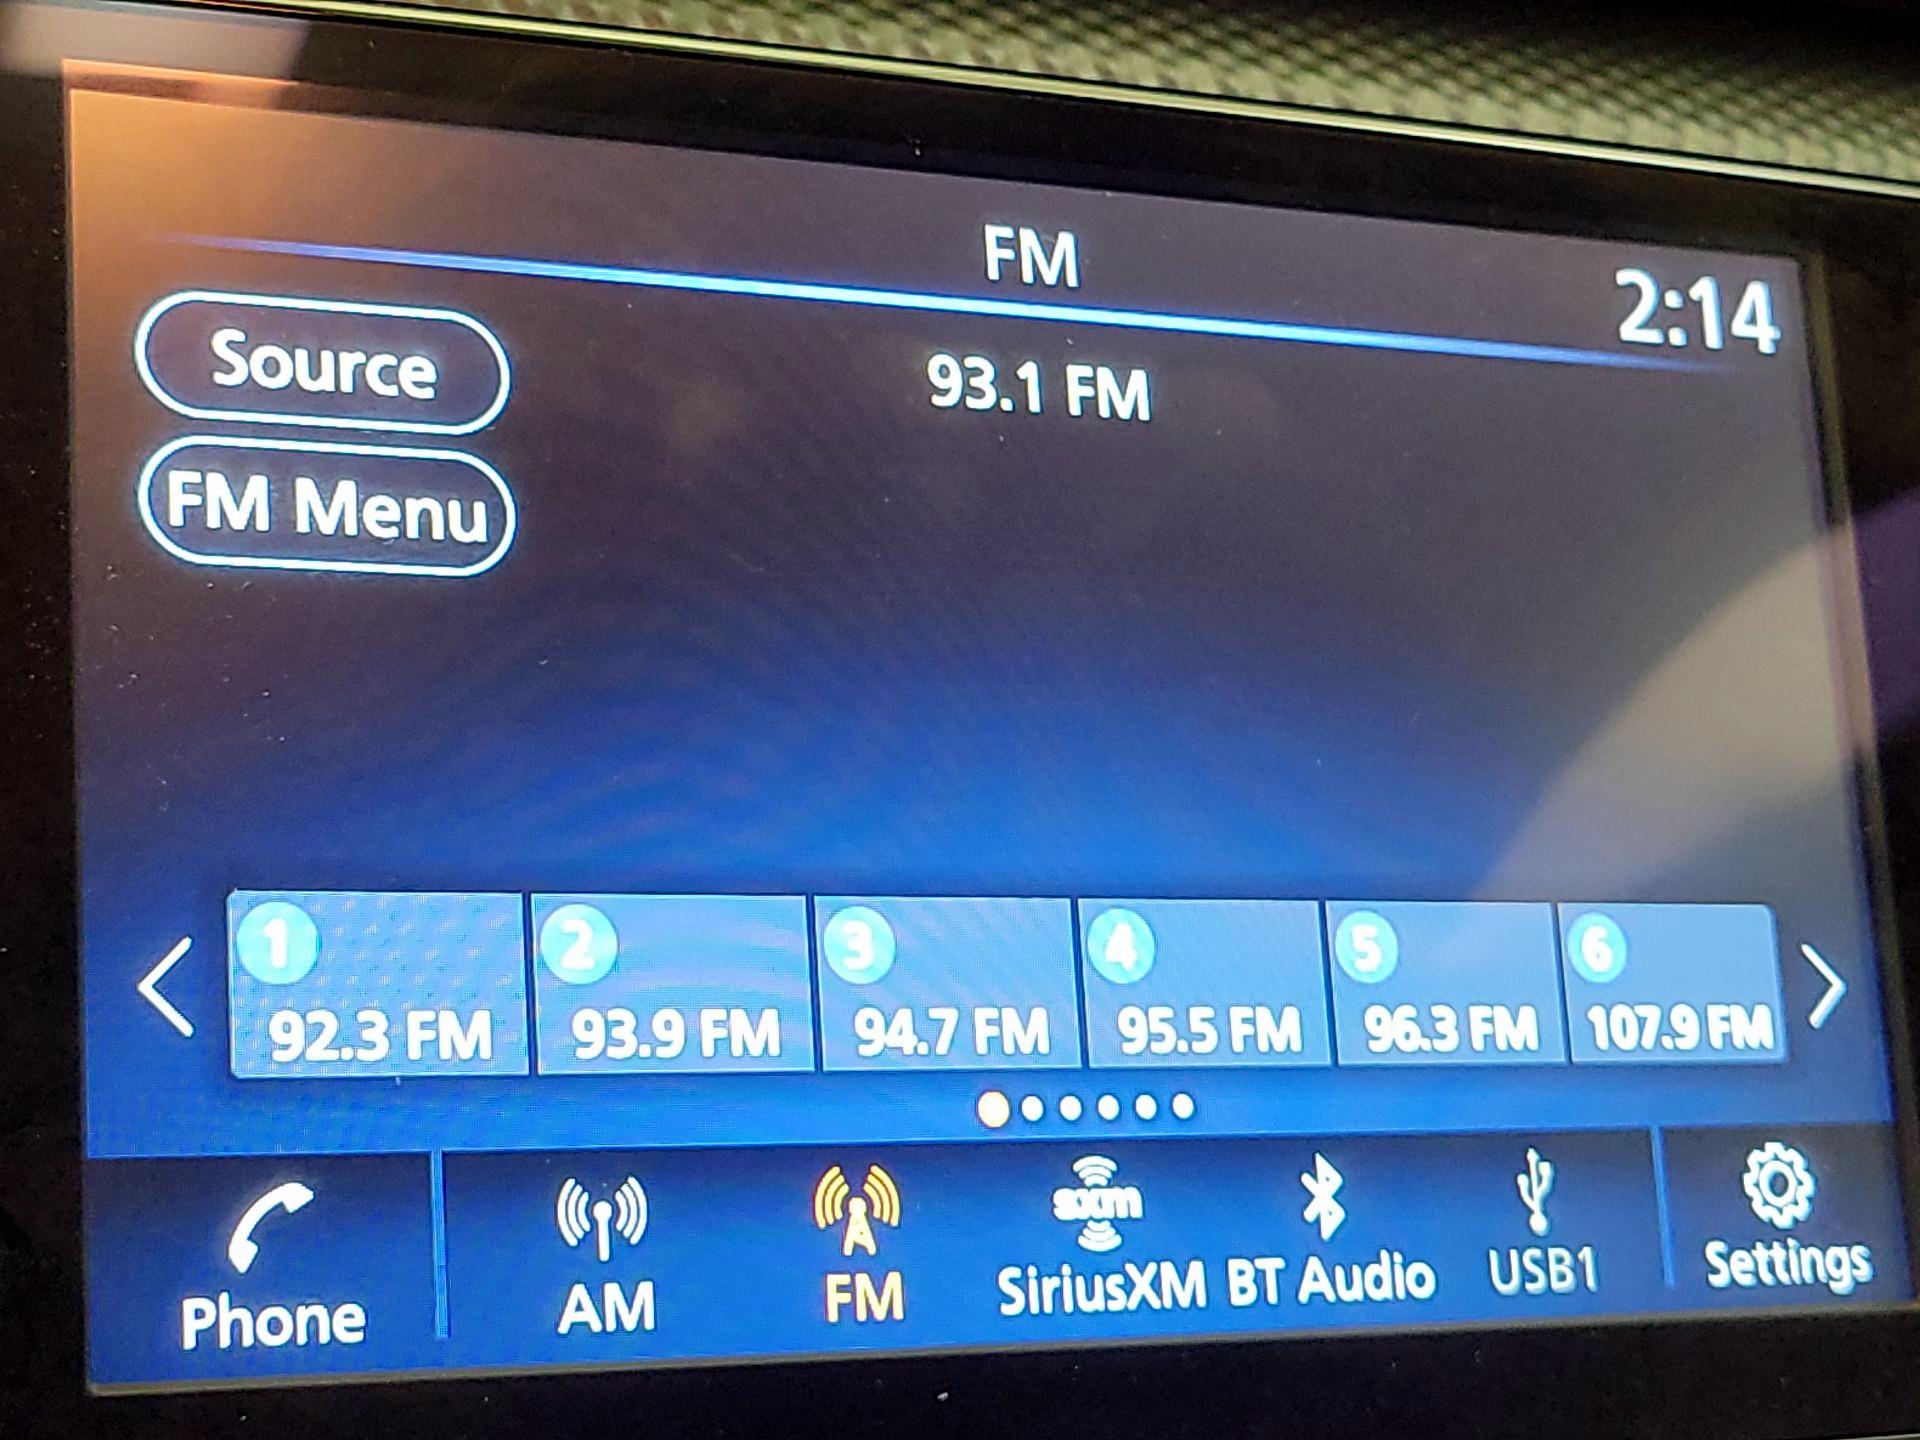 FM
2:14
Source
93.1 FM
FM Menu
1 2 3 4 5 6
92.3 FM 93.9 FM 94.7 FM 95.5 FM 96.3 FM 107.9 FM
sxm
Phone AM FM SiriusXM BT Audio USB1 Settings